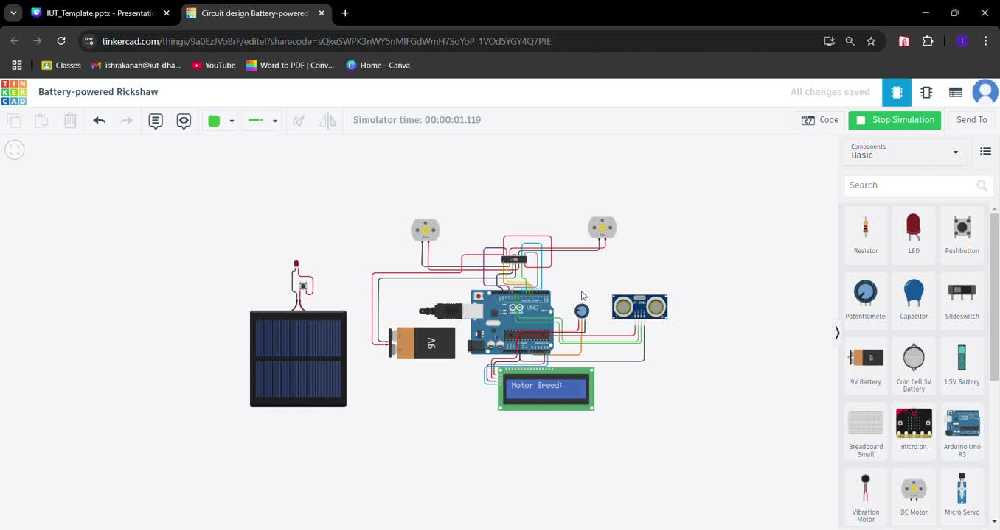 IUT_Template.pptx - Presentatio
Circuit design Battery-powered
tinkercad.com/things/9a0EzJVoBrF/editel?sharecode=sQkeSWPK3nWY5nMlFGdWmH7SoYoP_1VOd5YGY4Q7PtE
Classes
ishrakanan@iut-dha...
YouTube
Word to PDF | Conv...
Home - Canva
TIN
KER
CAD
Battery-powered Rickshaw
All changes saved
Simulator time: 00:00:01.119
Code
Stop Simulation
Send To
Components
Basic
Search
Resistor
LED
Pushbutton
Potentiometer
Capacitor
Slideswitch
9V Battery
Coin Cell 3V
Battery
1.5V Battery
Breadboard
Small
micro:bit
Arduino Uno
R3
Vibration
Motor
DC Motor
Micro Servo
UNO
9V
Motor Speed: